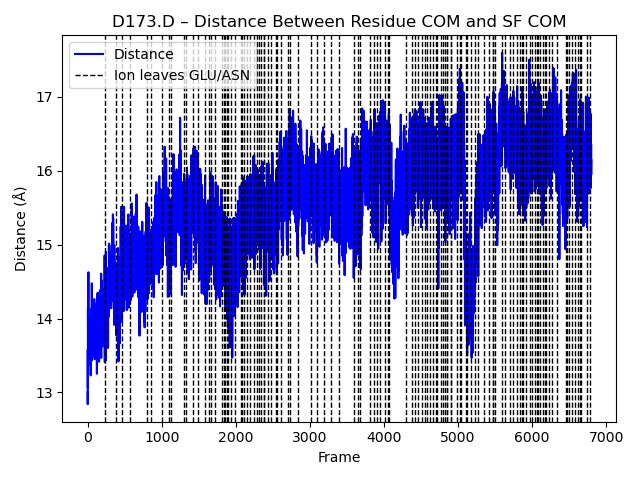 D173.D – Distance Between Residue COM and SF COM
Distance
Ion leaves GLU/ASN
Distance (Å)
17
16
15
14
13
0 1000 2000 3000 4000 5000 6000 7000
Frame